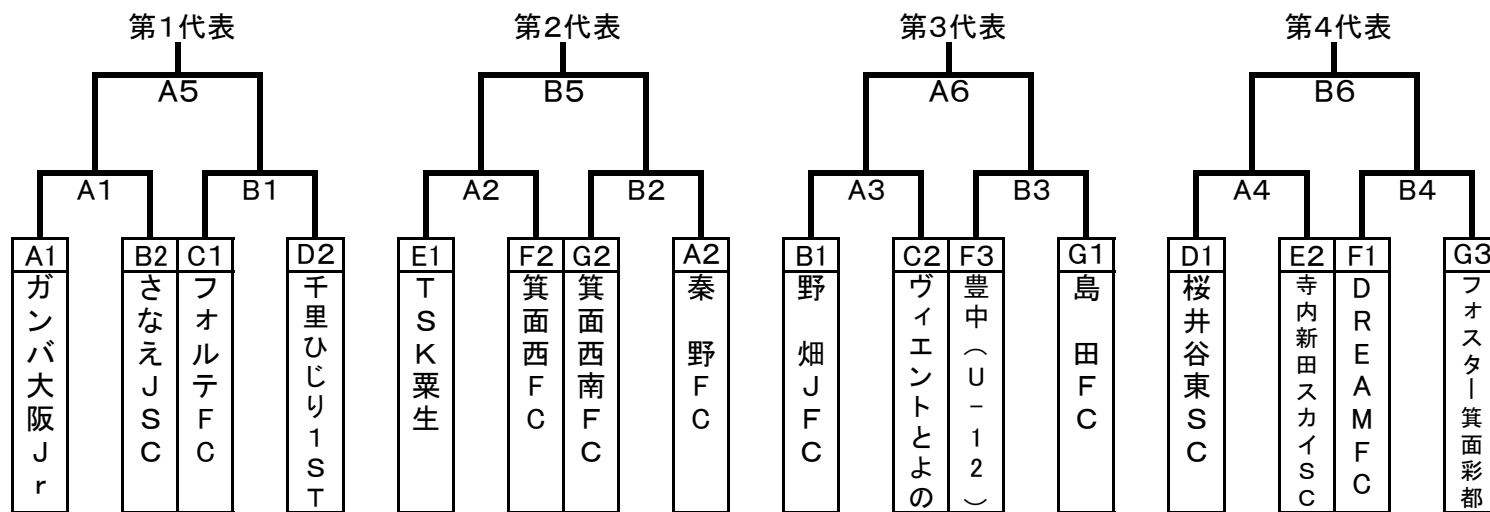 第1代表
第2代表
第3代表
第4代表
A5
B5
A6
B6
A1
B1
A2
B2
A3
B3
A4
B4
A1
B2
C1
D2
E1
F2
G2
A2
B1
C2
F3
G1
D1
E2
F1
G3
ガンバ大阪Jr
さなえJSC
フォルテFC
千里ひじり1ST
TSK粟生
箕面西FC
箕面西南FC
秦野FC
野畑JFC
ヴィエントとよの
豊中(U-12)
島田FC
桜井谷東SC
寺内新田スカイSC
DREAMFC
フォスター箕面彩都